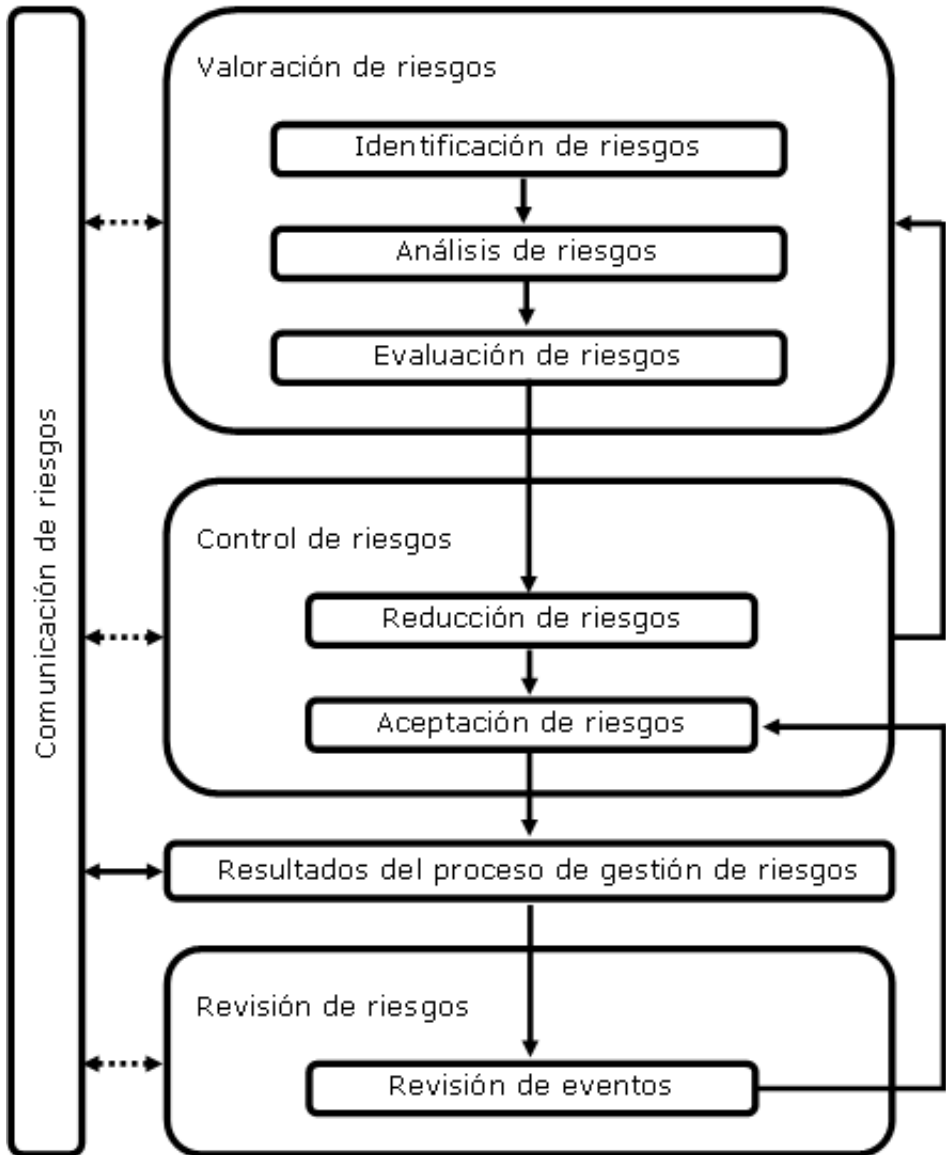 Comunicación de riesgos
Valoración de riesgos
Identificación de riesgos
Análisis de riesgos
Evaluación de riesgos
Control de riesgos
Reducción de riesgos
Aceptación de riesgos
Resultados del proceso de gestión de riesgos
Revisión de riesgos
Revisión de eventos